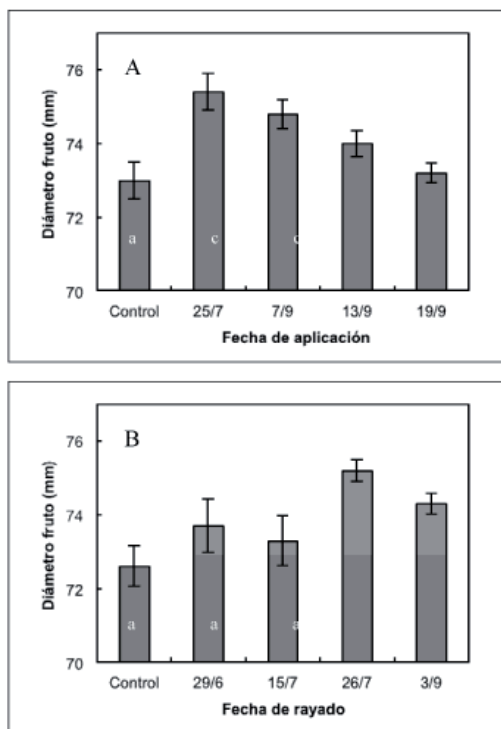 A
Diámetro fruto (mm)
76
74
72
70
a c c
Control 25/7 7/9 13/9 19/9
Fecha de aplicación
B
Diámetro fruto (mm)
76
74
72
70
a a a
Control 29/6 15/7 26/7 3/9
Fecha de rayado